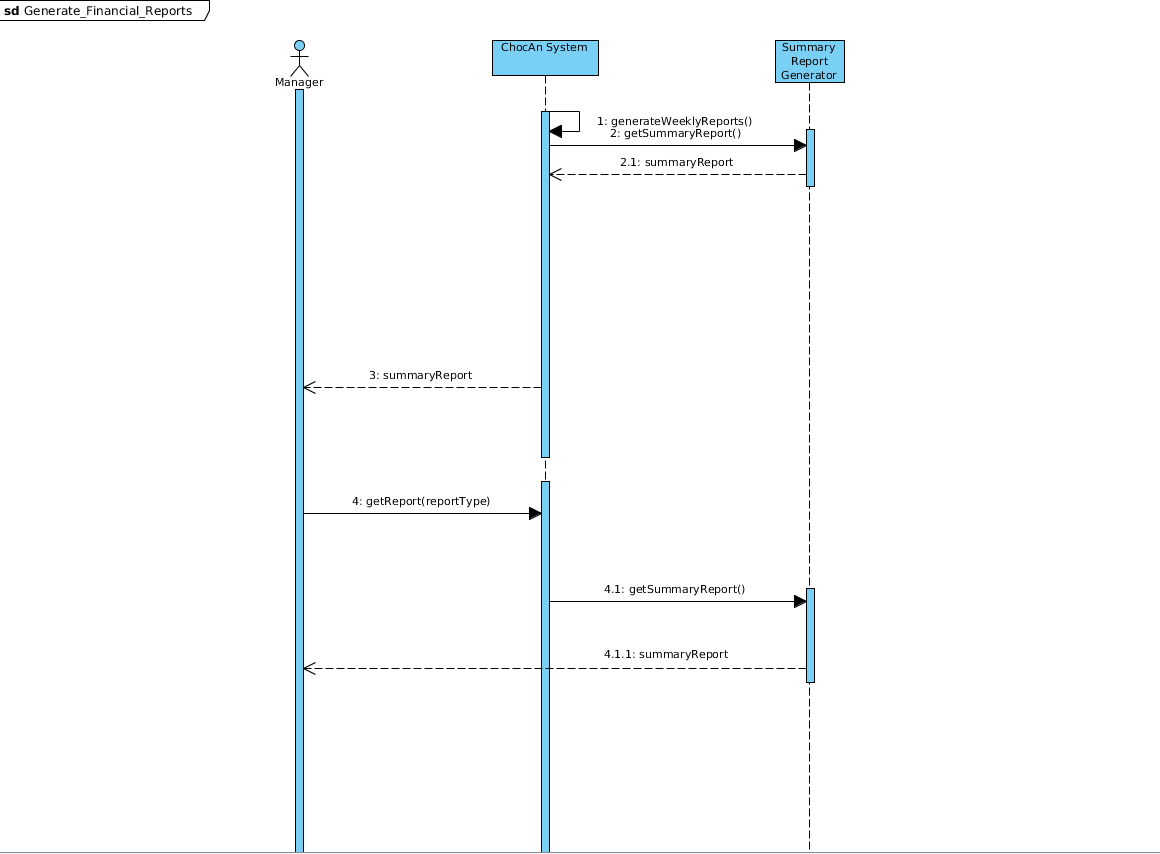 sd Generate_Financial_Reports
Manager
ChocAn System
Summary
Report
Generator
1: generateWeeklyReports()
2: getSummaryReport()
2.1: summaryReport
3: summaryReport
4: getReport(reportType)
4.1: getSummaryReport()
4.1.1: summaryReport